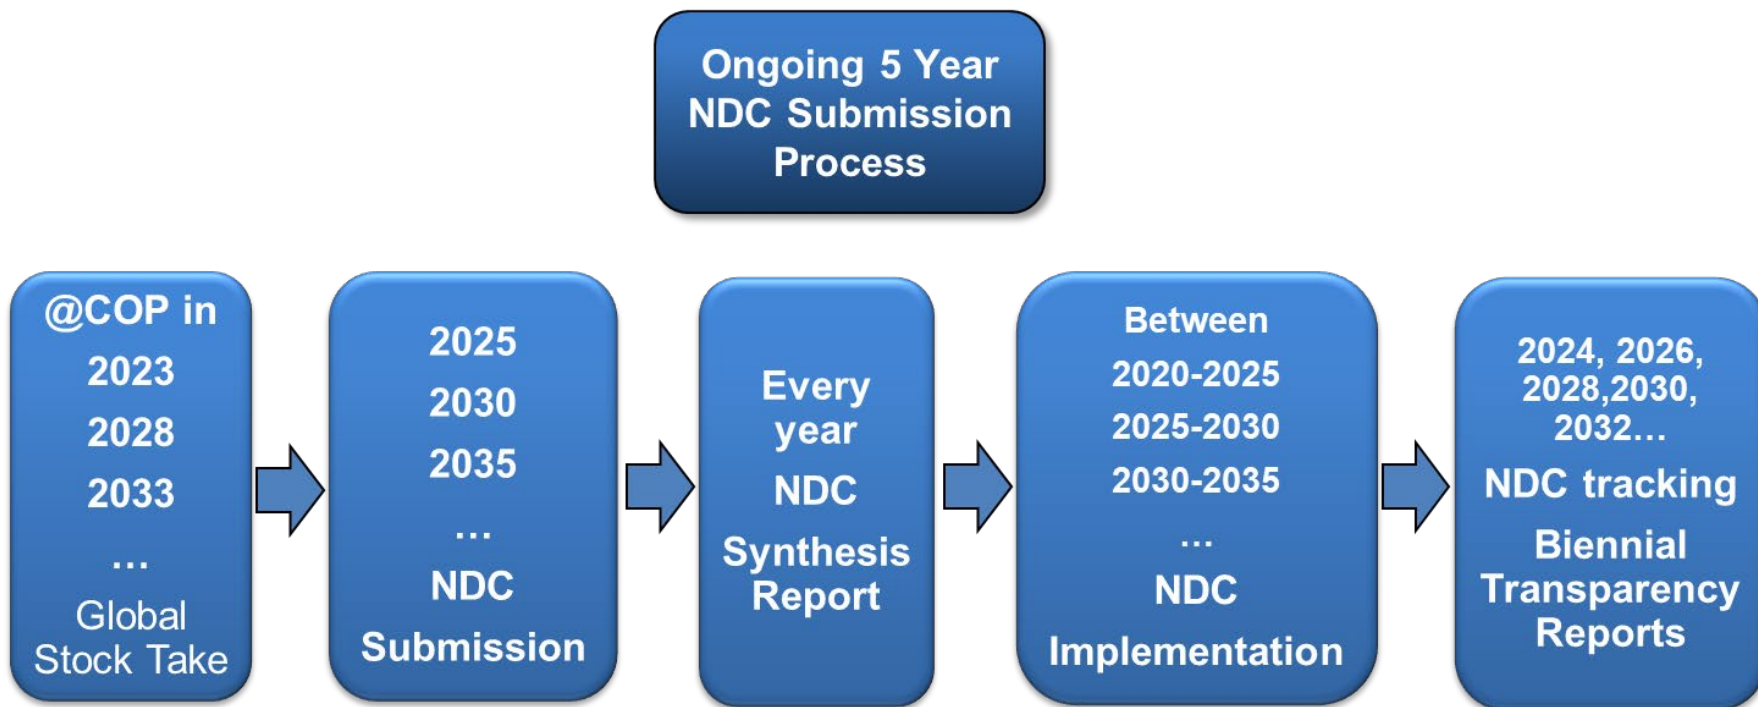 Ongoing 5 Year
NDC Submission
Process
@COP in
2023
2028
2033
...
Global
Stock Take
2025
2030
2035
...
NDC
Submission
Every
year
NDC
Synthesis
Report
Between
2020-2025
2025-2030
2030-2035
...
NDC
Implementation
2024, 2026,
2028,2030,
2032...
NDC tracking
Biennial
Transparency
Reports